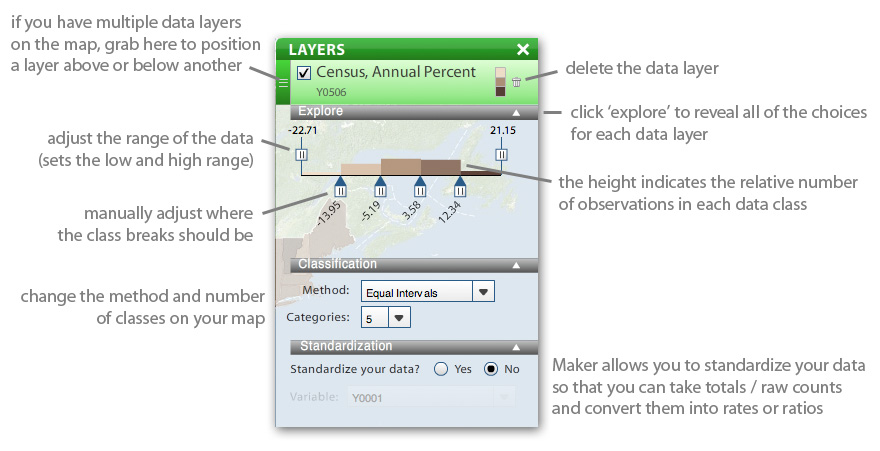 if you have multiple data layers
on the map, grab here to position
a layer above or below another
adjust the range of the data
(sets the low and high range)
manually adjust where
the class breaks should be
change the method and number
of classes on your map
LAYERS
Census, Annual Percent
Y0506
Explore
-22.71
21.15
-13.95
-5.19
3.58
12.34
Classification
Method:
Equal Intervals
Categories:
5
Standardization
Standardize your data?
Yes
No
Variable:
Y0001
delete the data layer
click ‘explore’ to reveal all of the choices
for each data layer
the height indicates the relative number
of observations in each data class
Maker allows you to standardize your data
so that you can take totals / raw counts
and convert them into rates or ratios